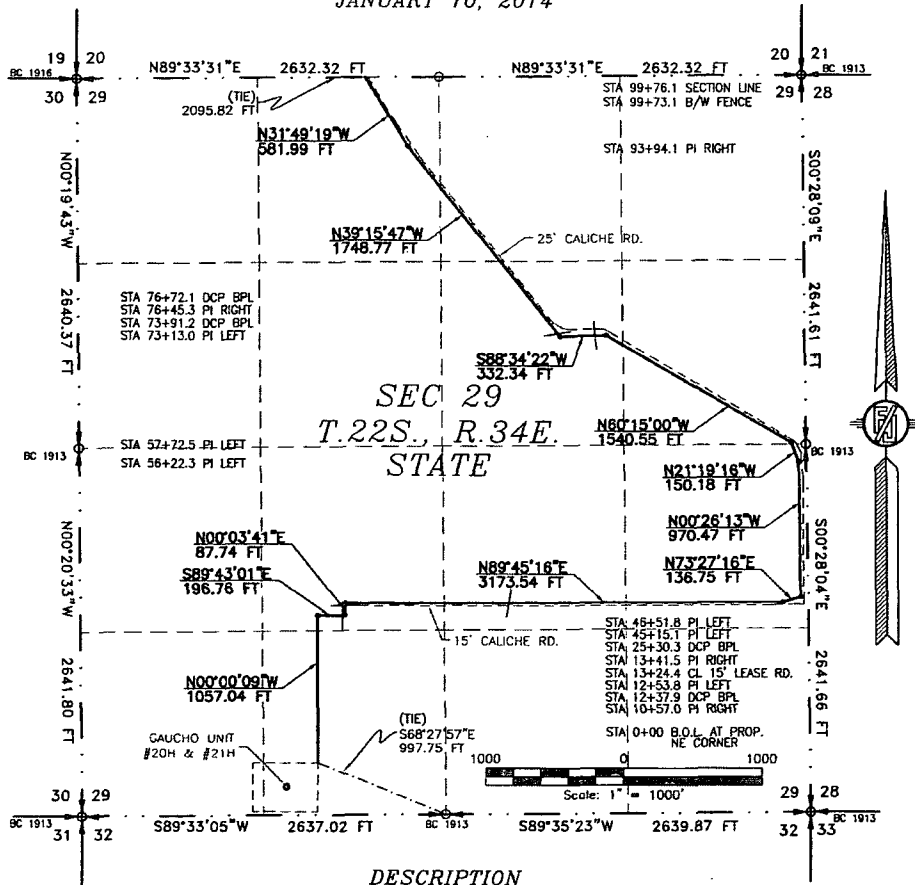 JANUARY 10, 2014
19 20
20 21
BC 1916
N89°33'31"E 2632.32 FT
N89°33'31"E 2632.32 FT
BC 1913
30 29
29 28
(TIE)
2095.82 FT
STA 99+76.1 SECTION LINE
STA 99+73.1 B/W FENCE
N31°49'19"W
581.99 FT
STA 93+94.1 PI RIGHT
N00°19'43"W
2640.37 FT
S00°28'09"E
2641.61 FT
N39°15'47"W
1748.77 FT
25' CALICHE RD.
STA 76+72.1 DCP BPL
STA 76+45.3 PI RIGHT
STA 73+91.2 DCP BPL
STA 73+13.0 PI LEFT
S88°34'22"W
332.34 FT
SEC 29
T.22S., R.34E.
STATE
N60°15'00"W
1540.55 FT
STA 57+72.5 PI LEFT
BC 1913
STA 56+22.3 PI LEFT
BC 1913
N21°19'16"W
150.18 FT
N00°26'13"W
970.47 FT
N00°20'33"W
2641.80 FT
S00°28'04"E
2641.66 FT
N00°03'41"E
87.74 FT
S89°43'01"E
196.76 FT
N89°45'16"E
3173.54 FT
N73°27'16"E
136.75 FT
15' CALICHE RD.
STA 46+51.8 PI LEFT
STA 45+15.1 PI LEFT
STA 25+30.3 DCP BPL
STA 13+41.5 PI RIGHT
STA 13+24.4 CL 15' LEASE RD.
STA 12+53.8 PI LEFT
STA 12+37.9 DCP BPL
STA 10+57.0 PI RIGHT
STA 0+00 B.O.L. AT PROP.
NE CORNER
N00°00'09"W
1057.04 FT
GAUCHO UNIT
#20H & #21H
(TIE)
S68°27'57"E
997.75 FT
1000 0 1000
Scale: 1" = 1000'
30 29
29 28
BC 1913
S89°33'05"W 2637.02 FT
BC 1913
S89°35'23"W 2639.87 FT
BC 1913
31 32
32 33
DESCRIPTION